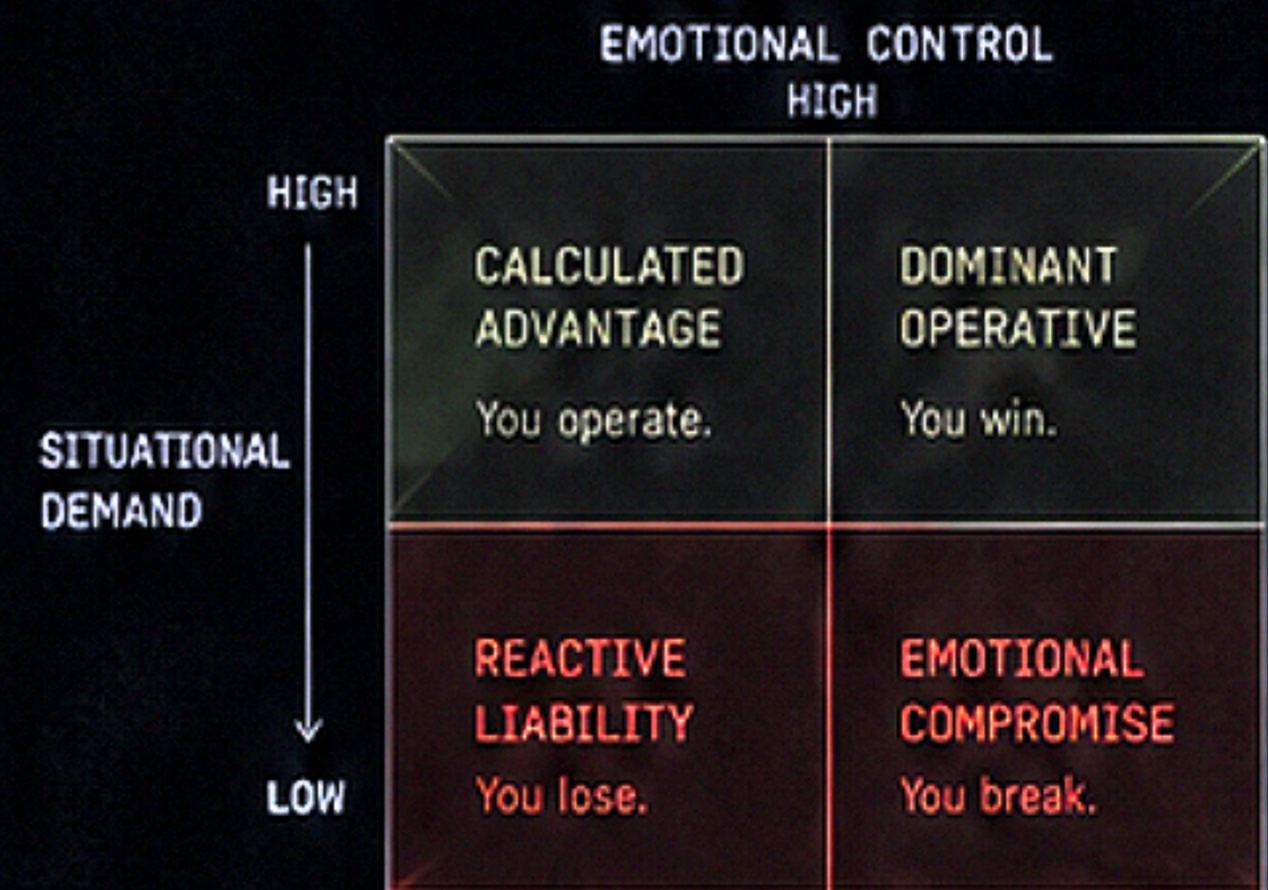 EMOTIONAL CONTROL
HIGH
HIGH
CALCULATED
ADVANTAGE
You operate.
DOMINANT
OPERATIVE
You win.
SITUATIONAL
DEMAND
REACTIVE
LIABILITY
You lose.
EMOTIONAL
COMPROMISE
You break.
LOW